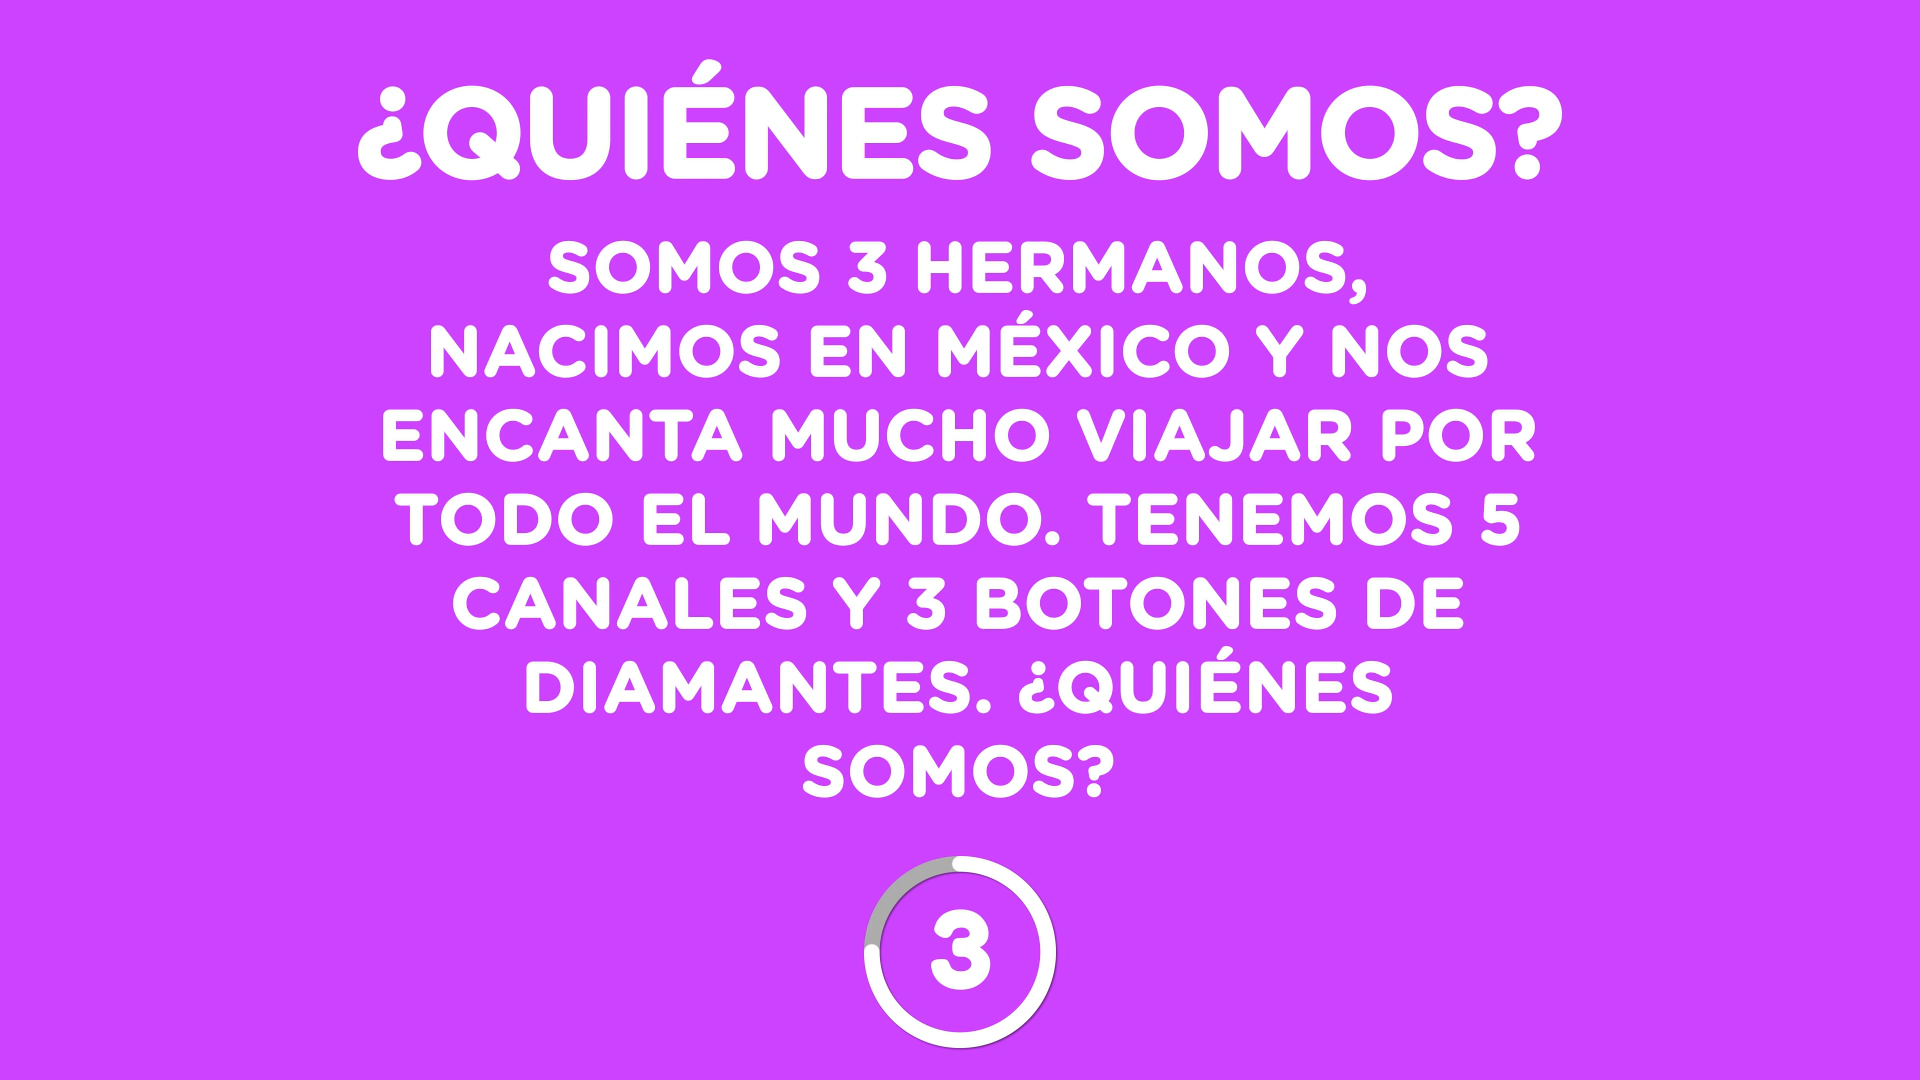 ¿QUIÉNES SOMOS?
SOMOS 3 HERMANOS,
NACIMOS EN MÉXICO Y NOS
ENCANTA MUCHO VIAJAR POR
TODO EL MUNDO. TENEMOS 5
CANALES Y 3 BOTONES DE
DIAMANTES. ¿QUIÉNES
SOMOS?
3